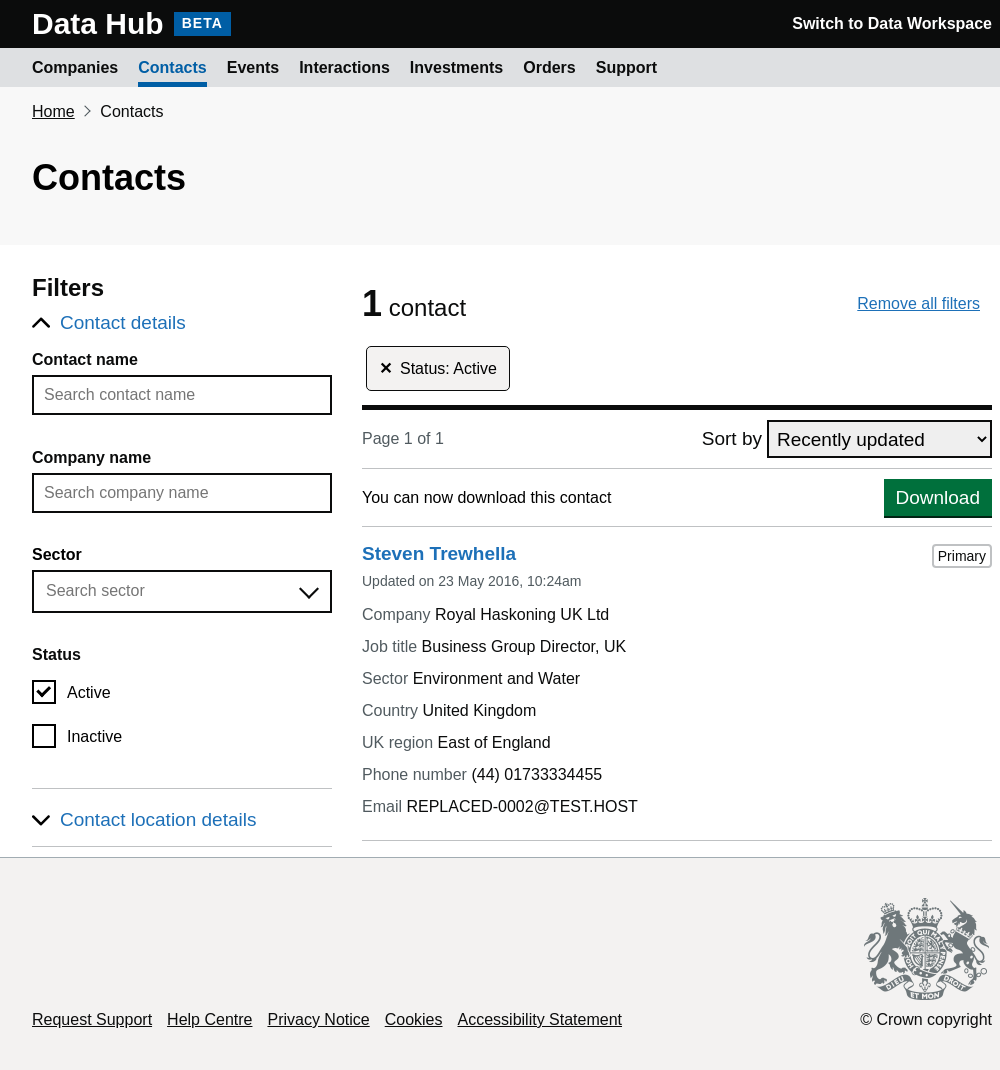 Data Hub BETA
Switch to Data Workspace
Companies Contacts Events Interactions Investments Orders Support
Home Contacts
Contacts
Filters
Contact details
Contact name
Search contact name
Company name
Search company name
Sector
Search sector
Status
Active
Inactive
Contact location details
1 contact
Remove all filters
Status: Active
Page 1 of 1
Sort by Recently updated
You can now download this contact
Download
Steven Trewhella
Primary
Updated on 23 May 2016, 10:24am
Company Royal Haskoning UK Ltd
Job title Business Group Director, UK
Sector Environment and Water
Country United Kingdom
UK region East of England
Phone number (44) 01733334455
Email REPLACED-0002@TEST.HOST
DIEU ET MON DROIT
Request Support Help Centre Privacy Notice Cookies Accessibility Statement
© Crown copyright